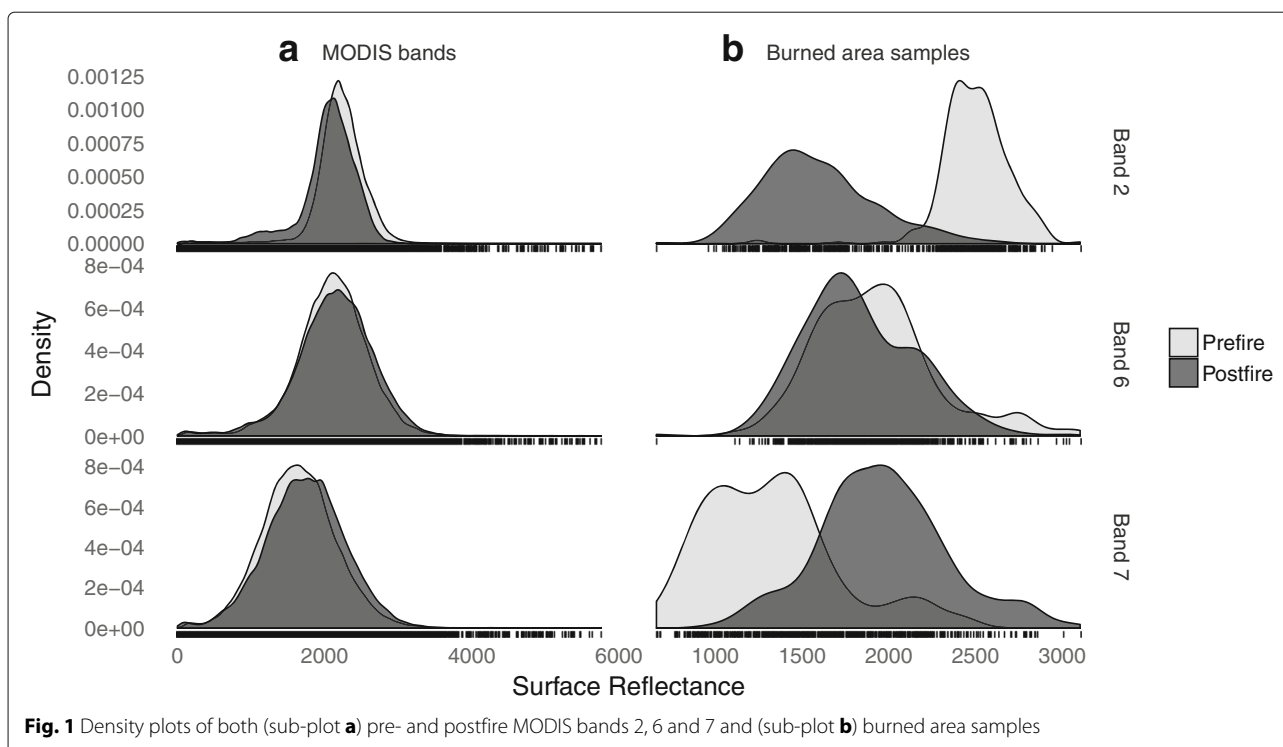 a MODIS bands
b Burned area samples
0.00125
0.00100
0.00075
0.00050
0.00025
0.00000
Band 2
8e−04
6e−04
4e−04
2e−04
0e+00
Band 6
8e−04
6e−04
4e−04
2e−04
0e+00
Band 7
Density
Prefire
Postfire
0 2000 4000 6000
1000 1500 2000 2500 3000
Surface Reflectance
Fig. 1 Density plots of both (sub-plot a) pre- and postfire MODIS bands 2, 6 and 7 and (sub-plot b) burned area samples